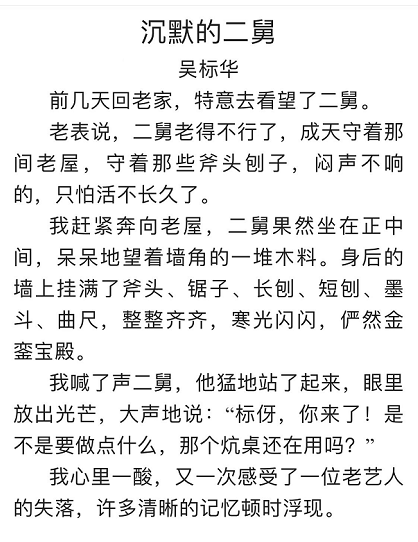 沉默的二舅
吴标华
前几天回老家，特意去看望了二舅。
老表说，二舅老得不行了，成天守着那
间老屋，守着那些斧头刨子，闷声不响
的，只怕活不长久了。
我赶紧奔向老屋，二舅果然坐在正中
间，呆呆地望着墙角的一堆木料。身后的
墙上挂满了斧头、锯子、长刨、短刨、墨
斗、曲尺，整整齐齐，寒光闪闪，俨然金
銮宝殿。
我喊了声二舅，他猛地站了起来，眼里
放出光芒，大声地说：“标伢，你来了！是
不是要做点什么，那个炕桌还在用吗？”
我心里一酸，又一次感受了一位老艺人
的失落，许多清晰的记忆顿时浮现。